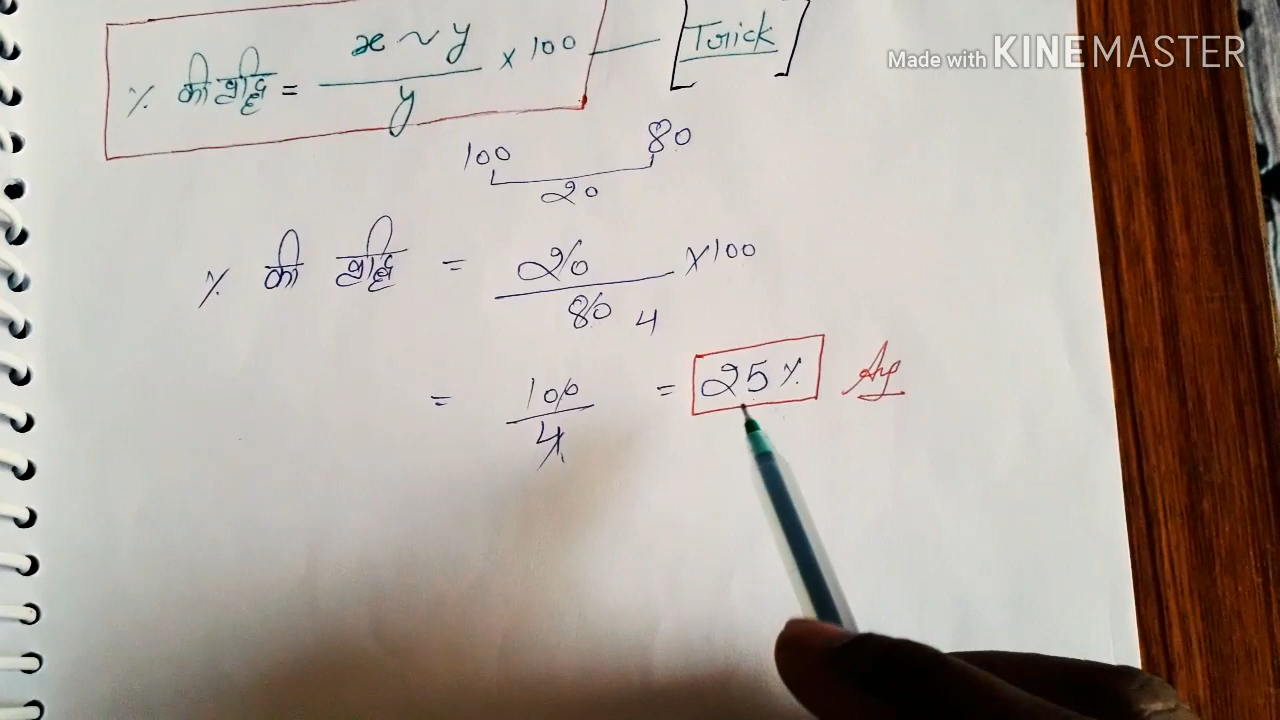 Made with KINEMASTER
% की वृद्धि = x ~ y / y × 100 — [Trick]
100 80
20
% की वृद्धि = 20 / 80 × 100
4
= 100 / 4 = 25% Ans